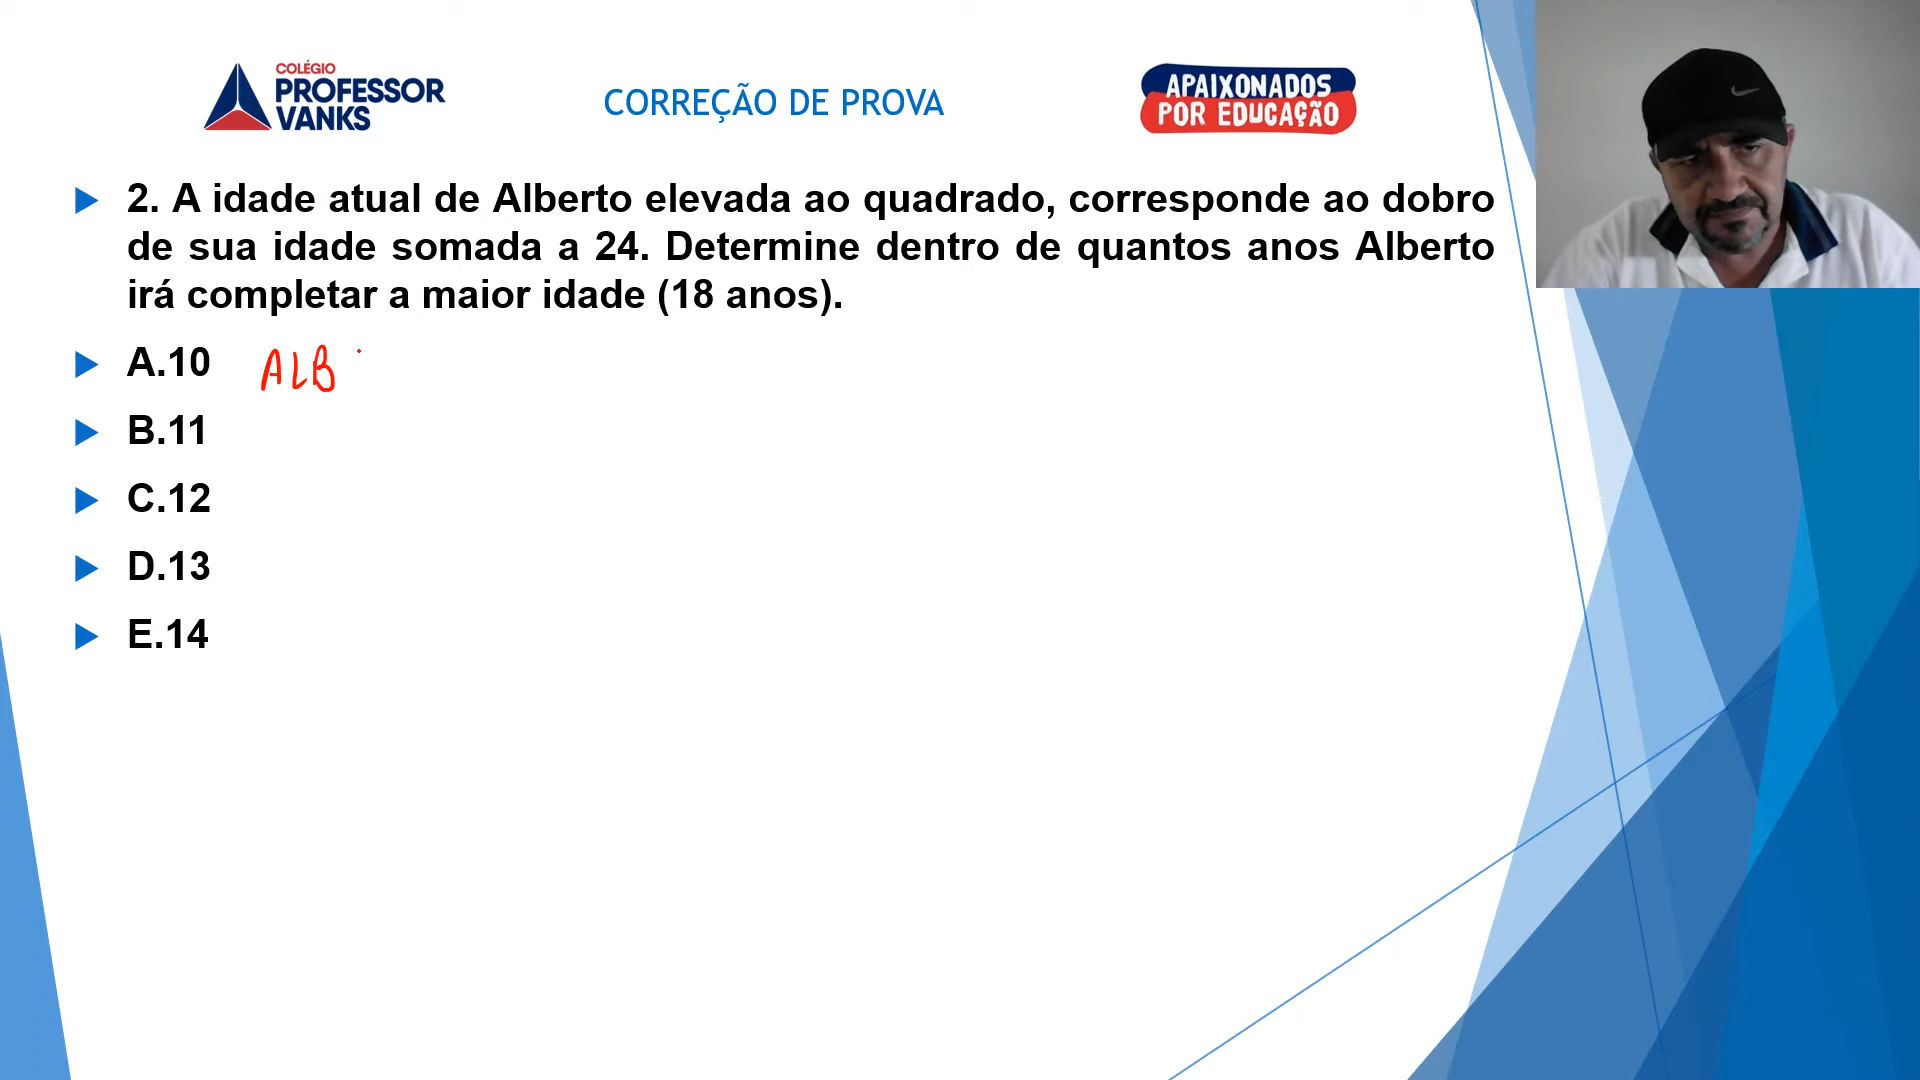 COLÉGIO
PROFESSOR
VANKS
CORREÇÃO DE PROVA
APAIXONADOS
POR EDUCAÇÃO
2. A idade atual de Alberto elevada ao quadrado, corresponde ao dobro
de sua idade somada a 24. Determine dentro de quantos anos Alberto
irá completar a maior idade (18 anos).
A.10
ALB
B.11
C.12
D.13
E.14